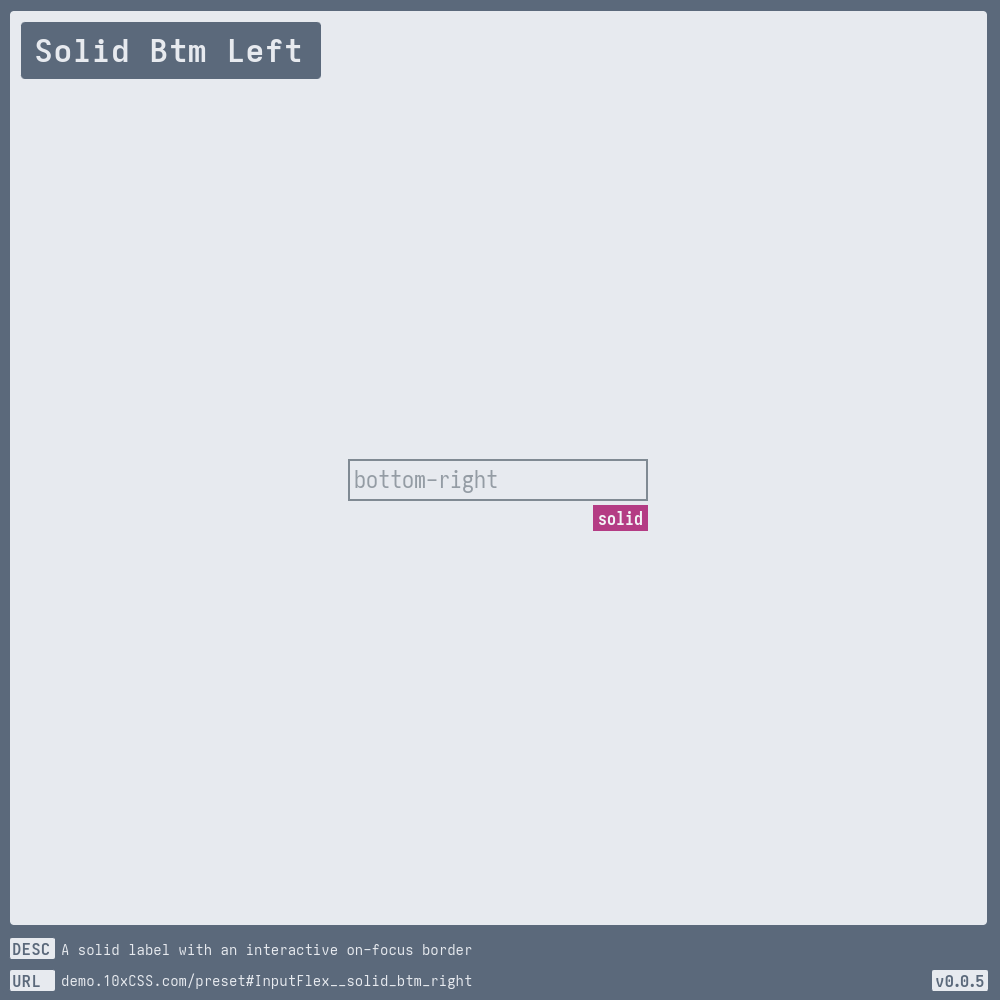 Solid Btm Left
bottom-right
solid
DESC A solid label with an interactive on-focus border
URL demo.10xCSS.com/preset#InputFlex__solid_btm_right
v0.0.5